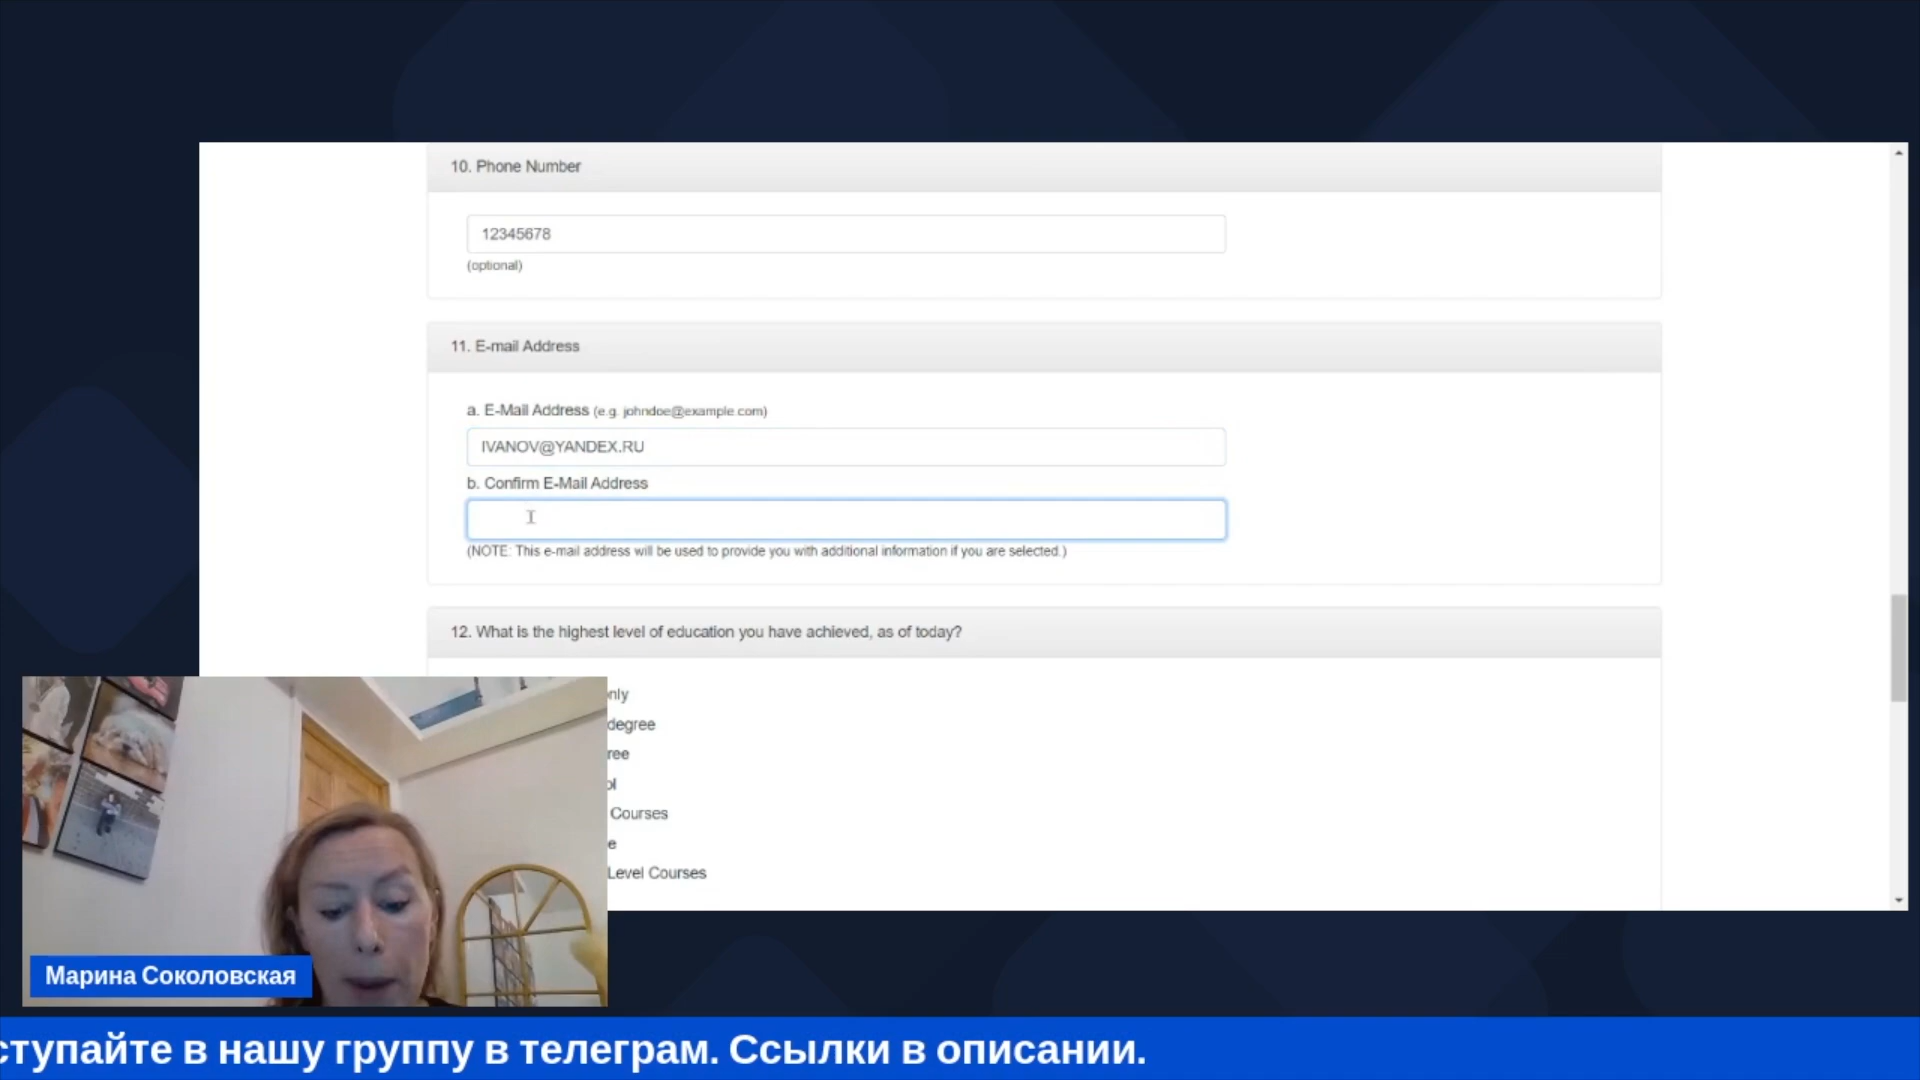 10. Phone Number
12345678
(optional)
11. E-mail Address
a. E-Mail Address (e.g. johndoe@example.com)
IVANOV@YANDEX.RU
b. Confirm E-Mail Address
(NOTE: This e-mail address will be used to provide you with additional information if you are selected.)
12. What is the highest level of education you have achieved, as of today?
only
degree
ree
ol
Courses
e
Level Courses
Марина Соколовская
ступайте в нашу группу в телеграм. Ссылки в описании.